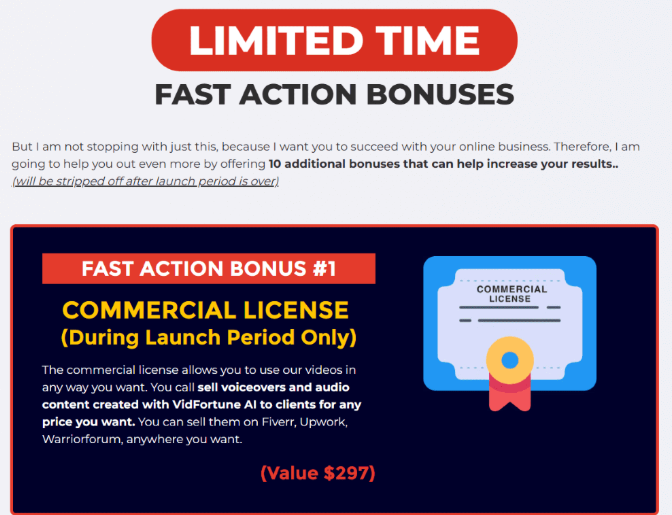 LIMITED TIME
FAST ACTION BONUSES
But I am not stopping with just this, because I want you to succeed with your online business. Therefore, I am
going to help you out even more by offering 10 additional bonuses that can help increase your results..
(will be stripped off after launch period is over)
FAST ACTION BONUS #1
COMMERCIAL LICENSE
(During Launch Period Only)
The commercial license allows you to use our videos in
any way you want. You call sell voiceovers and audio
content created with VidFortune AI to clients for any
price you want. You can sell them on Fiverr, Upwork,
Warriorforum, anywhere you want.
(Value $297)
COMMERCIAL
LICENSE